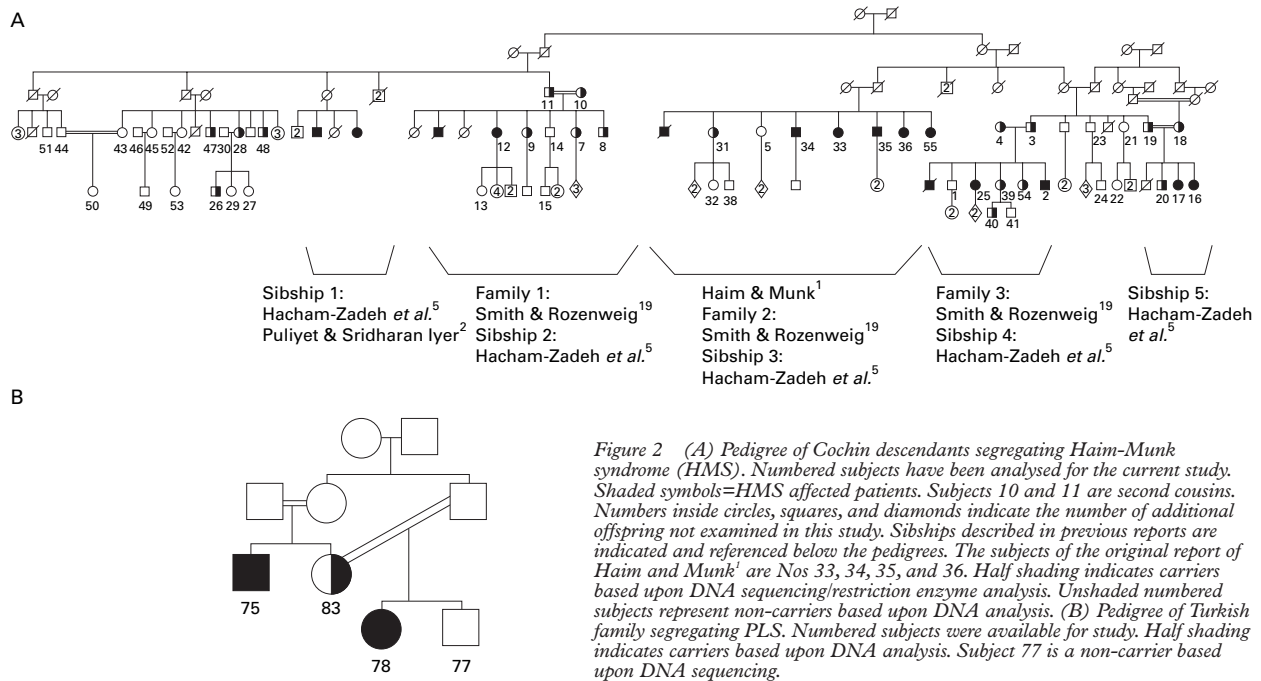 A
2
11 10
3 2 3
51 44 43 46 45 52 42 47 30 28 48 12 9 14 7 8 31 5 34 33 35 36 55 4 3 23 21 19 18
4 2 2 3 2 2 2 2 3 2
50 49 53 26 29 27 13 15 32 38 1 25 39 54 2 24 22 20 17 16
2 2
40 41
Sibship 1:
Hacham-Zadeh et al.5
Puliyet & Sridharan Iyer2
Family 1:
Smith & Rozenweig19
Sibship 2:
Hacham-Zadeh et al.5
Haim & Munk1
Family 2:
Smith & Rozenweig19
Sibship 3:
Hacham-Zadeh et al.5
Family 3:
Smith & Rozenweig19
Sibship 4:
Hacham-Zadeh et al.5
Sibship 5:
Hacham-Zadeh
et al.5
B
75 83
78 77
Figure 2 (A) Pedigree of Cochin descendants segregating Haim-Munk
syndrome (HMS). Numbered subjects have been analysed for the current study.
Shaded symbols=HMS affected patients. Subjects 10 and 11 are second cousins.
Numbers inside circles, squares, and diamonds indicate the number of additional
offspring not examined in this study. Sibships described in previous reports are
indicated and referenced below the pedigrees. The subjects of the original report of
Haim and Munk1 are Nos 33, 34, 35, and 36. Half shading indicates carriers
based upon DNA sequencing/restriction enzyme analysis. Unshaded numbered
subjects represent non-carriers based upon DNA analysis. (B) Pedigree of Turkish
family segregating PLS. Numbered subjects were available for study. Half shading
indicates carriers based upon DNA analysis. Subject 77 is a non-carrier based
upon DNA sequencing.